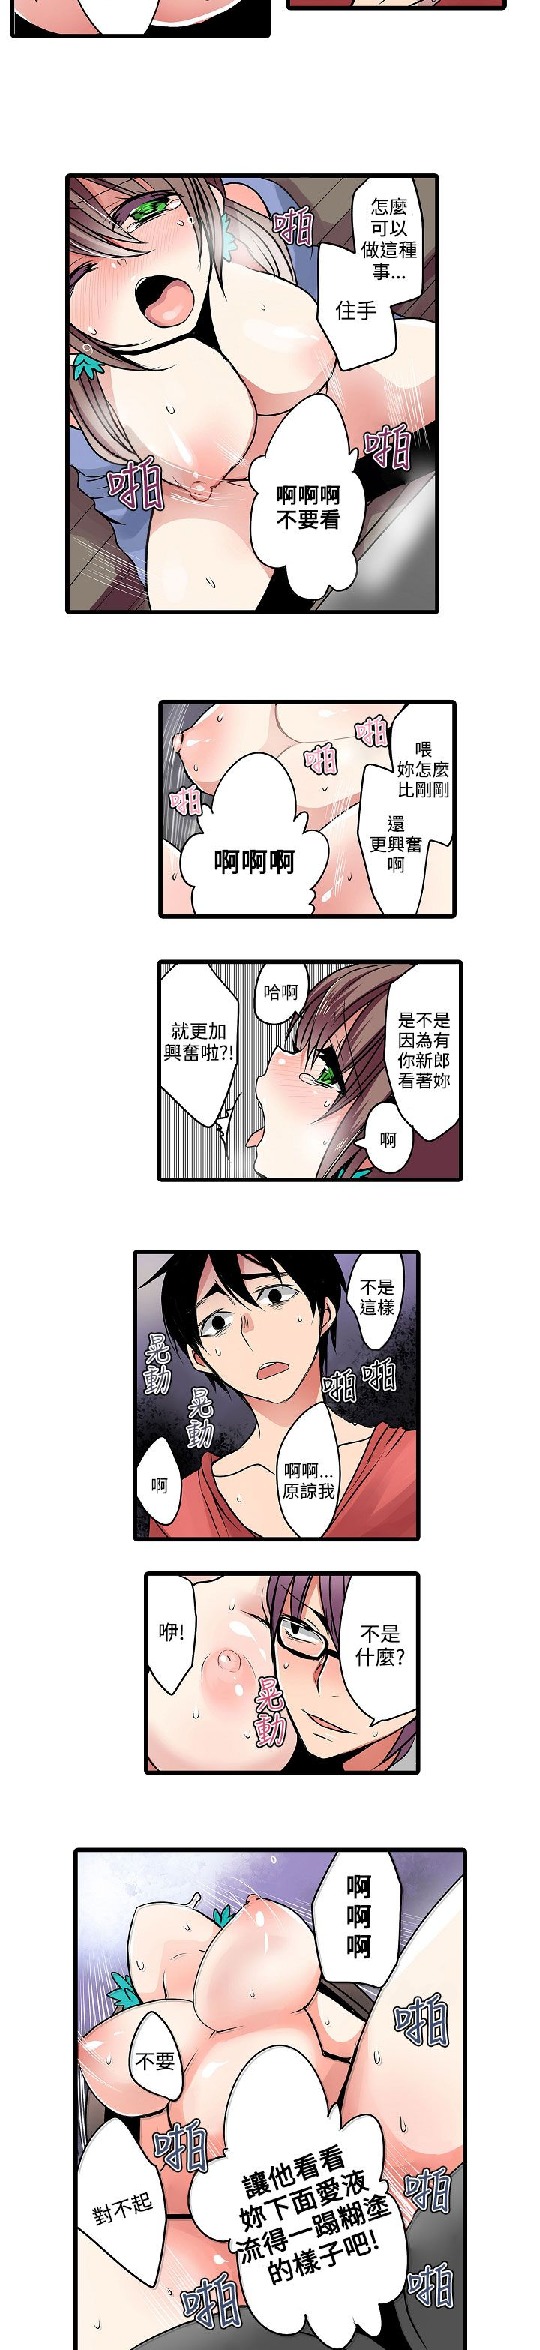 怎麼
可以
做這種
事…
住手
啪
啪
啪
啊啊啊
不要看
喂
妳怎麼
比剛剛
還
更興奮
啊
啪
啪
啪
啊啊啊
是不是
因為有
你新郎
看著妳
哈啊
就更加
興奮啦?!
啊
不是
這樣
晃動
晃動
啪啪
啊啊…
原諒我
啊
不是
什麼?
咿!
晃動
啊啊啊
啪
不要
啪
啪
對不起
讓他看看
妳下面愛液
流得一蹋糊塗
的樣子吧!
啪
啪